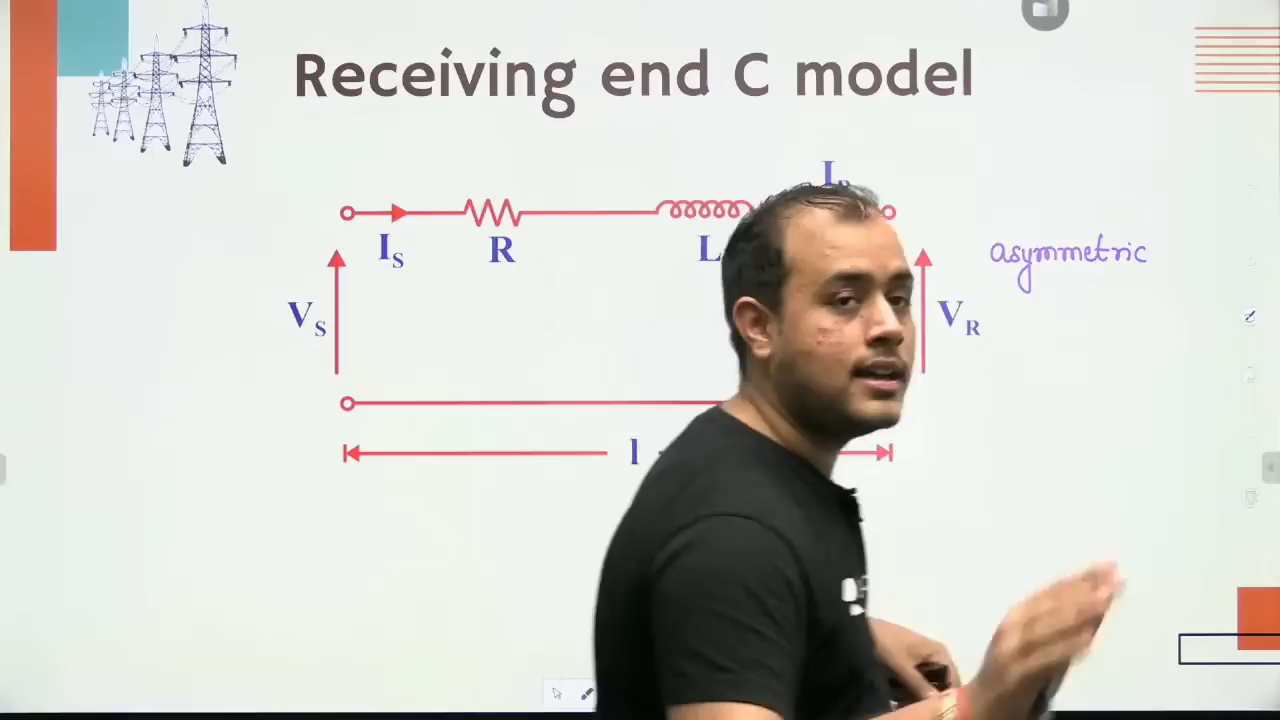 Receiving end C model
I_S
R
L
V_S
V_R
asymmetric
l